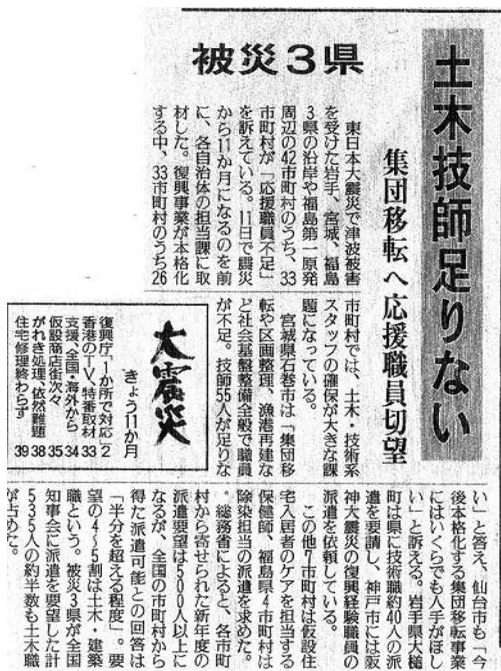 土木技師足りない
集団移転へ応援職員切望
被災3県
東日本大震災で津波被害
を受けた岩手、宮城、福島
3県の沿岸や福島第一原発
周辺の42市町村のうち、33
市町村が「応援職員不足」
を訴えている。11日で震災
から11か月になるのを前
に、各自治体の担当課に取
材した。復興事業が本格化
する中、33市町村のうち26
市町村では、土木・技術系
スタッフの確保が大きな課
題になっている。
宮城県石巻市は「集団移
転や区画整理、漁港再建な
ど社会基盤整備全般で職員
が不足。技師55人が足りな
い」と答え、仙台市も「今
後本格化する集団移転事業
にはいくらでも人手がほし
い」と訴える。岩手県大槌
町は県に技術職約40人の派
遣を要請し、神戸市には阪
神大震災の復興経験職員の
派遣を依頼している。
この他7市町村は仮設住
宅入居者のケアを担当する
保健師、福島県4市町村は
除染担当の派遣を求めた。
総務省によると、各市町
村から寄せられた新年度の
派遣要望は500人以上に
なるが、全国の市町村から
得た派遣可能との回答は
「半分を超える程度」。要
望の4〜5割は土木・建築
職という。被災3県が全国
知事会に派遣を要望した計
535人の約半数も土木職
が占めた。
大震災
きょう11か月
復興庁「1か所で対応」2
香港のTV、特番取材 33
支援、全国・海外から 34
仮設商店街次々 35
がれき処理、依然難題 38
住宅修理終わらず 39